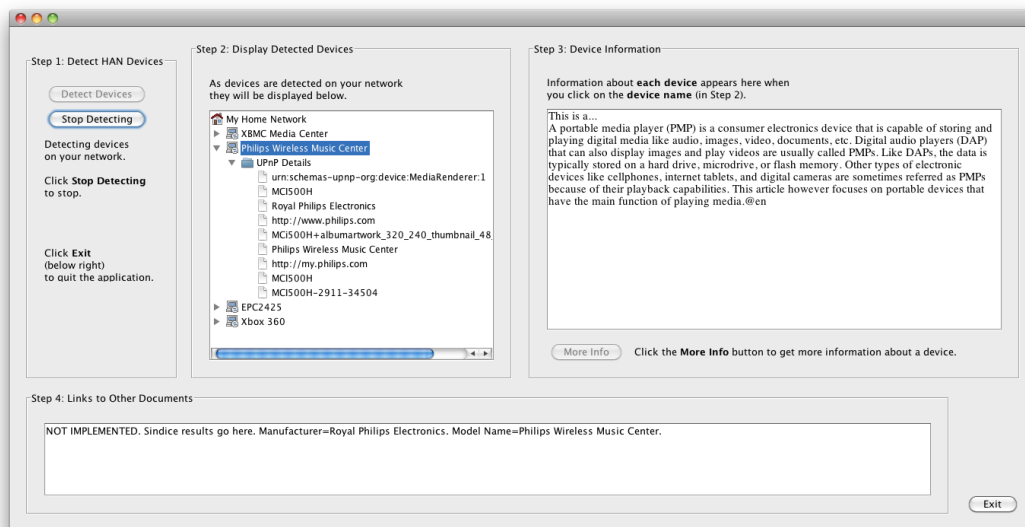 Step 1: Detect HAN Devices
Detect Devices
Stop Detecting
Detecting devices
on your network.
Click Stop Detecting
to stop.
Click Exit
(below right)
to quit the application.
Step 2: Display Detected Devices
As devices are detected on your network
they will be displayed below.
My Home Network
XBMC Media Center
Philips Wireless Music Center
UPnP Details
urn:schemas-upnp-org:device:MediaRenderer:1
MCI500H
Royal Philips Electronics
http://www.philips.com
MCi500H+albumartwork_320_240_thumbnail_48_
Philips Wireless Music Center
http://my.philips.com
MCI500H
MCI500H-2911-34504
EPC2425
Xbox 360
Step 3: Device Information
Information about each device appears here when
you click on the device name (in Step 2).
This is a...
A portable media player (PMP) is a consumer electronics device that is capable of storing and
playing digital media like audio, images, video, documents, etc. Digital audio players (DAP)
that can also display images and play videos are usually called PMPs. Like DAPs, the data is
typically stored on a hard drive, microdrive, or flash memory. Other types of electronic
devices like cellphones, internet tablets, and digital cameras are sometimes referred as PMPs
because of their playback capabilities. This article however focuses on portable devices that
have the main function of playing media.@en
More Info
Click the More Info button to get more information about a device.
Step 4: Links to Other Documents
NOT IMPLEMENTED. Sindice results go here. Manufacturer=Royal Philips Electronics. Model Name=Philips Wireless Music Center.
Exit